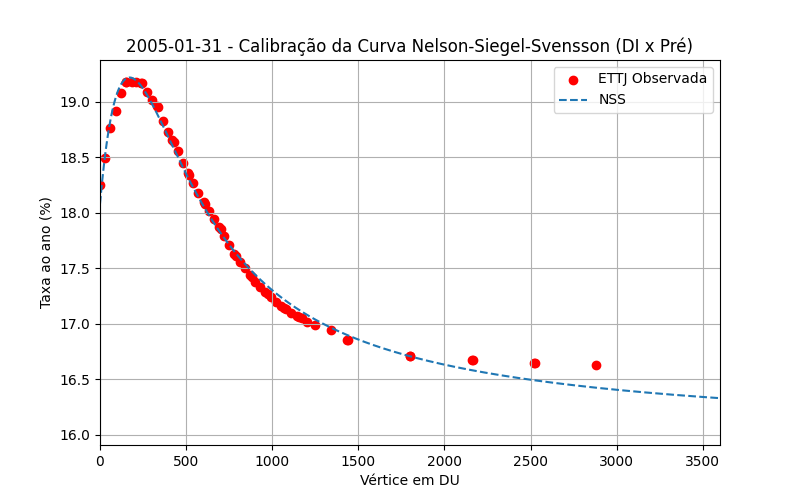 2005-01-31 - Calibração da Curva Nelson-Siegel-Svensson (DI x Pré)
ETTJ Observada
NSS
Taxa ao ano (%)
19.0
18.5
18.0
17.5
17.0
16.5
16.0
0 500 1000 1500 2000 2500 3000 3500
Vértice em DU